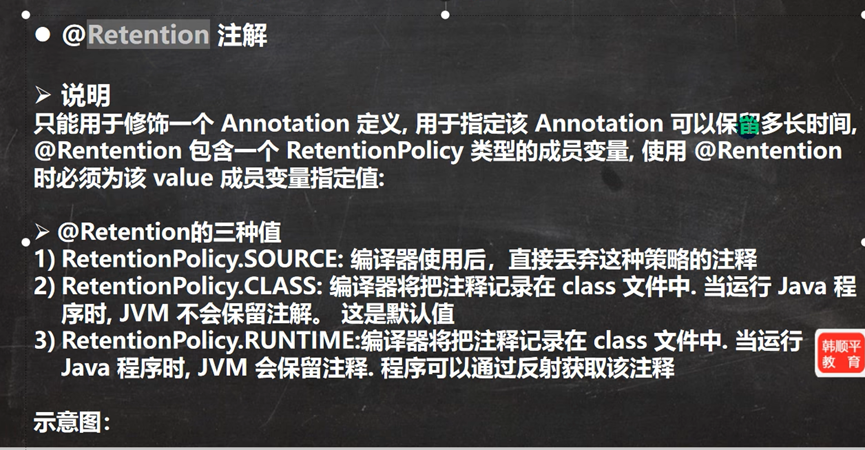 ● @Retention 注解
➢ 说明
只能用于修饰一个 Annotation 定义, 用于指定该 Annotation 可以保留多长时间,
@Rentention 包含一个 RetentionPolicy 类型的成员变量, 使用 @Rentention
时必须为该 value 成员变量指定值:
➢ @Retention的三种值
1) RetentionPolicy.SOURCE: 编译器使用后，直接丢弃这种策略的注释
2) RetentionPolicy.CLASS: 编译器将把注释记录在 class 文件中. 当运行 Java 程
序时, JVM 不会保留注解。 这是默认值
3) RetentionPolicy.RUNTIME:编译器将把注释记录在 class 文件中. 当运行
Java 程序时, JVM 会保留注释. 程序可以通过反射获取该注释
韩顺平
教 育
示意图：